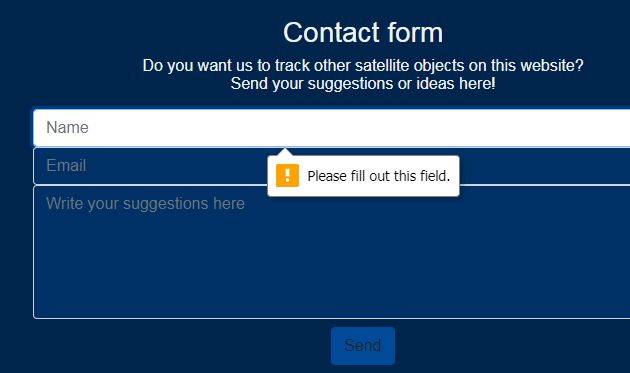 Contact form
Do you want us to track other satellite objects on this website?
Send your suggestions or ideas here!
Name
Email
Please fill out this field.
Write your suggestions here
Send